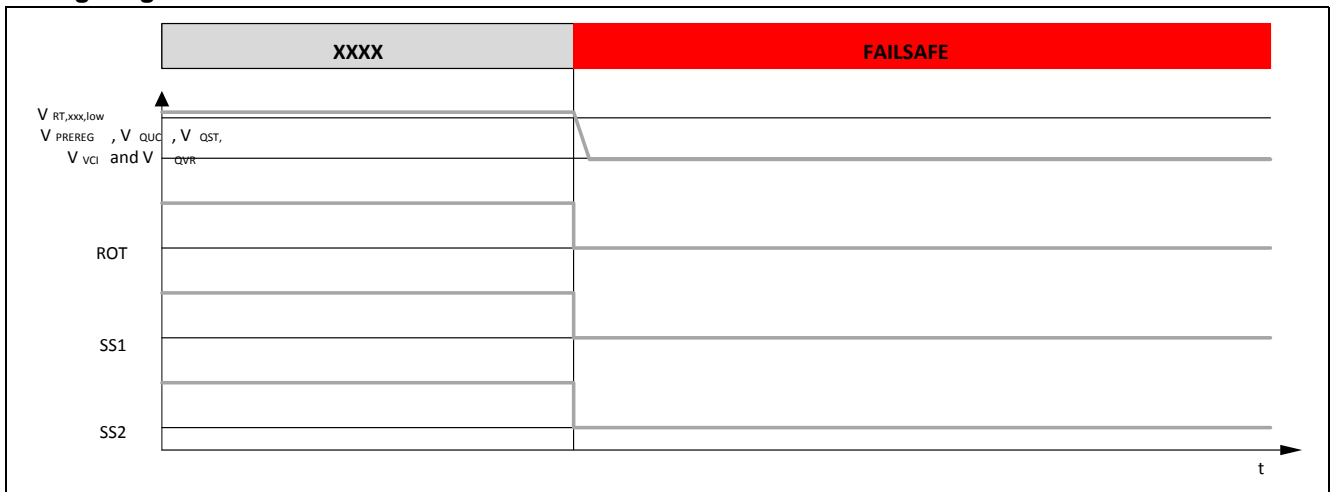 XXXX FAILSAFE
V RT,xxx,low
V PREREG , V QUC , V QST,
V VCI and V QVR
ROT
SS1
SS2
t